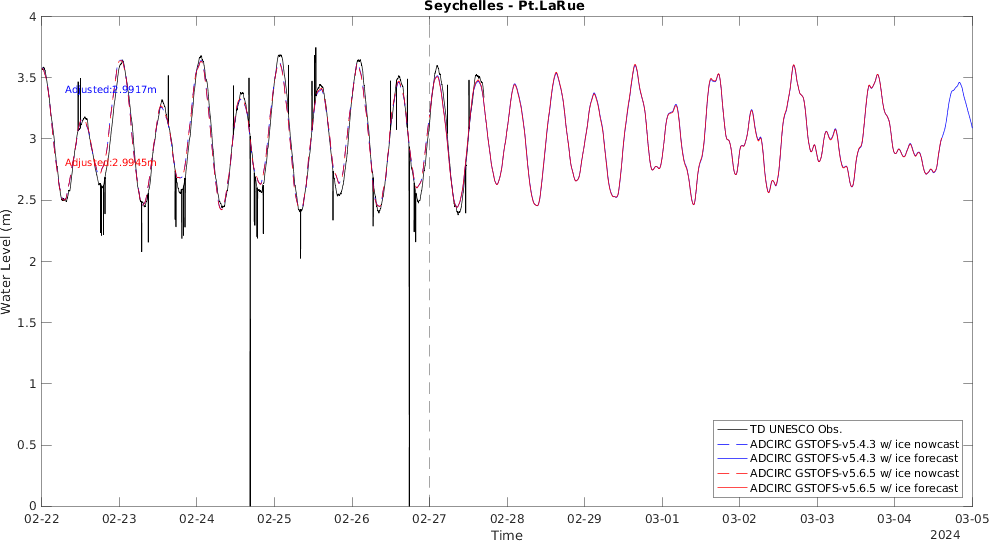 Seychelles - Pt.LaRue
Water Level (m)
4
3.5
3
2.5
2
1.5
1
0.5
0
Adjusted:2.9917m
Adjusted:2.9945m
TD UNESCO Obs.
ADCIRC GSTOFS-v5.4.3 w/ ice nowcast
ADCIRC GSTOFS-v5.4.3 w/ ice forecast
ADCIRC GSTOFS-v5.6.5 w/ ice nowcast
ADCIRC GSTOFS-v5.6.5 w/ ice forecast
02-22 02-23 02-24 02-25 02-26 02-27 02-28 02-29 03-01 03-02 03-03 03-04 03-05
Time
2024